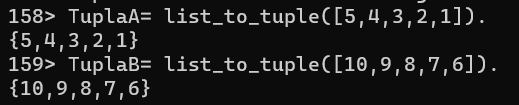 158> TuplaA= list_to_tuple([5,4,3,2,1]).
{5,4,3,2,1}
159> TuplaB= list_to_tuple([10,9,8,7,6]).
{10,9,8,7,6}